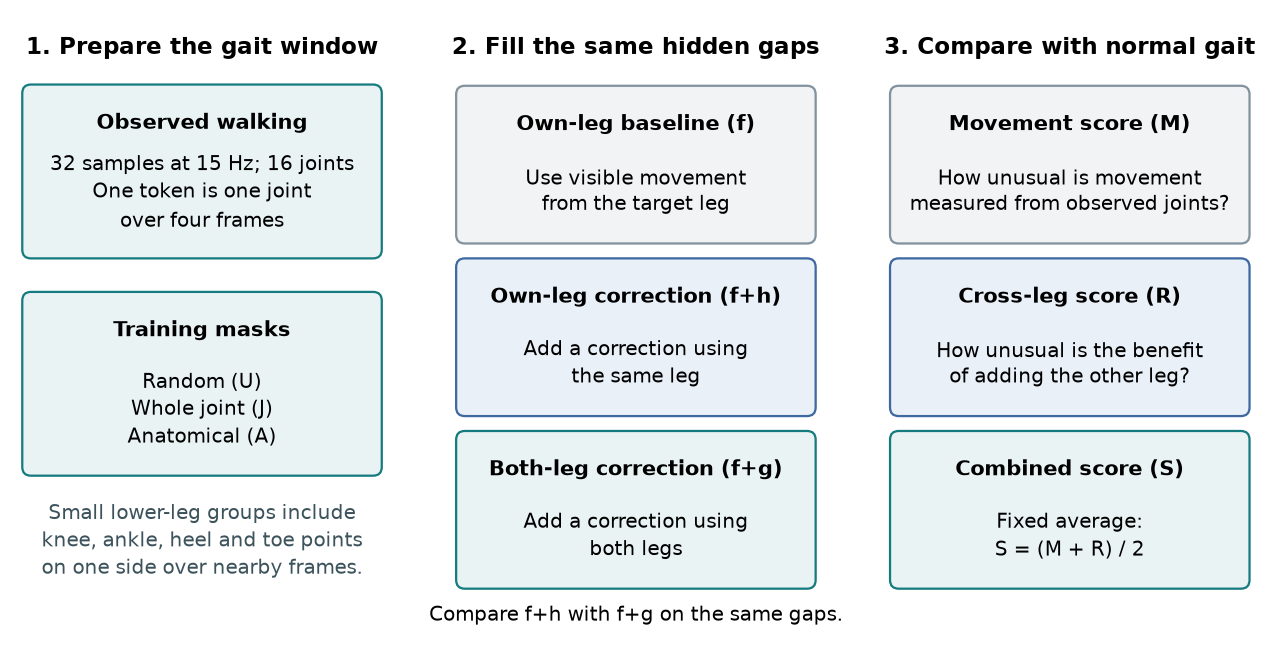 1. Prepare the gait window
Observed walking
32 samples at 15 Hz; 16 joints
One token is one joint
over four frames
Training masks
Random (U)
Whole joint (J)
Anatomical (A)
Small lower-leg groups include
knee, ankle, heel and toe points
on one side over nearby frames.
2. Fill the same hidden gaps
Own-leg baseline (f)
Use visible movement
from the target leg
Own-leg correction (f+h)
Add a correction using
the same leg
Both-leg correction (f+g)
Add a correction using
both legs
Compare f+h with f+g on the same gaps.
3. Compare with normal gait
Movement score (M)
How unusual is movement
measured from observed joints?
Cross-leg score (R)
How unusual is the benefit
of adding the other leg?
Combined score (S)
Fixed average:
S = (M + R) / 2